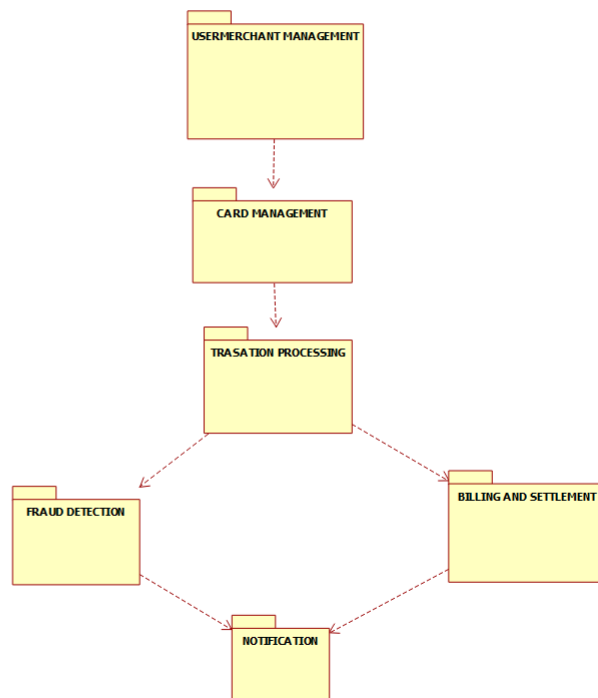 USERMERCHANT MANAGEMENT
CARD MANAGEMENT
TRASATION PROCESSING
FRAUD DETECTION
BILLING AND SETTLEMENT
NOTIFICATION